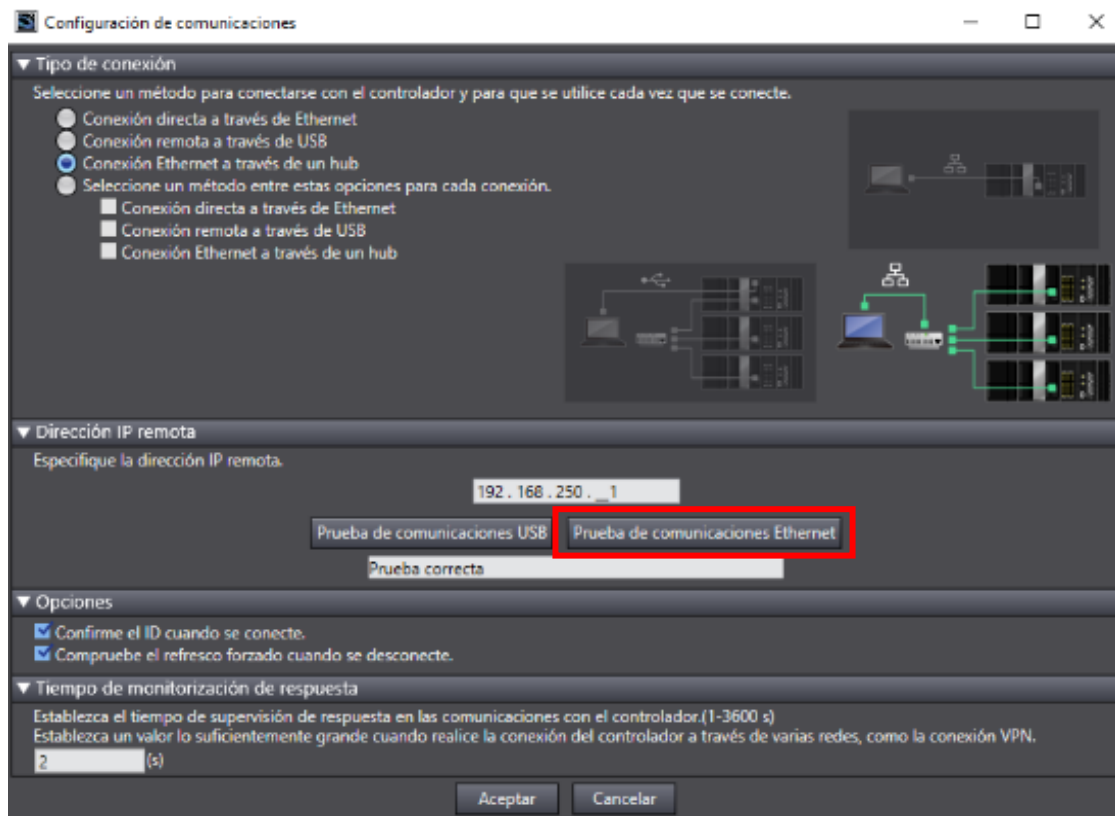 Configuración de comunicaciones
Tipo de conexión
Seleccione un método para conectarse con el controlador y para que se utilice cada vez que se conecte.
Conexión directa a través de Ethernet
Conexión remota a través de USB
Conexión Ethernet a través de un hub
Seleccione un método entre estas opciones para cada conexión.
Conexión directa a través de Ethernet
Conexión remota a través de USB
Conexión Ethernet a través de un hub
Dirección IP remota
Especifique la dirección IP remota.
192 . 168 . 250 . __1
Prueba de comunicaciones USB Prueba de comunicaciones Ethernet
Prueba correcta
Opciones
Confirme el ID cuando se conecte.
Compruebe el refresco forzado cuando se desconecte.
Tiempo de monitorización de respuesta
Establezca el tiempo de supervisión de respuesta en las comunicaciones con el controlador.(1-3600 s)
Establezca un valor lo suficientemente grande cuando realice la conexión del controlador a través de varias redes, como la conexión VPN.
2 (s)
Aceptar Cancelar